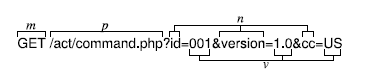 m p n
GET /act/command.php?id=001&version=1.0&cc=US
v